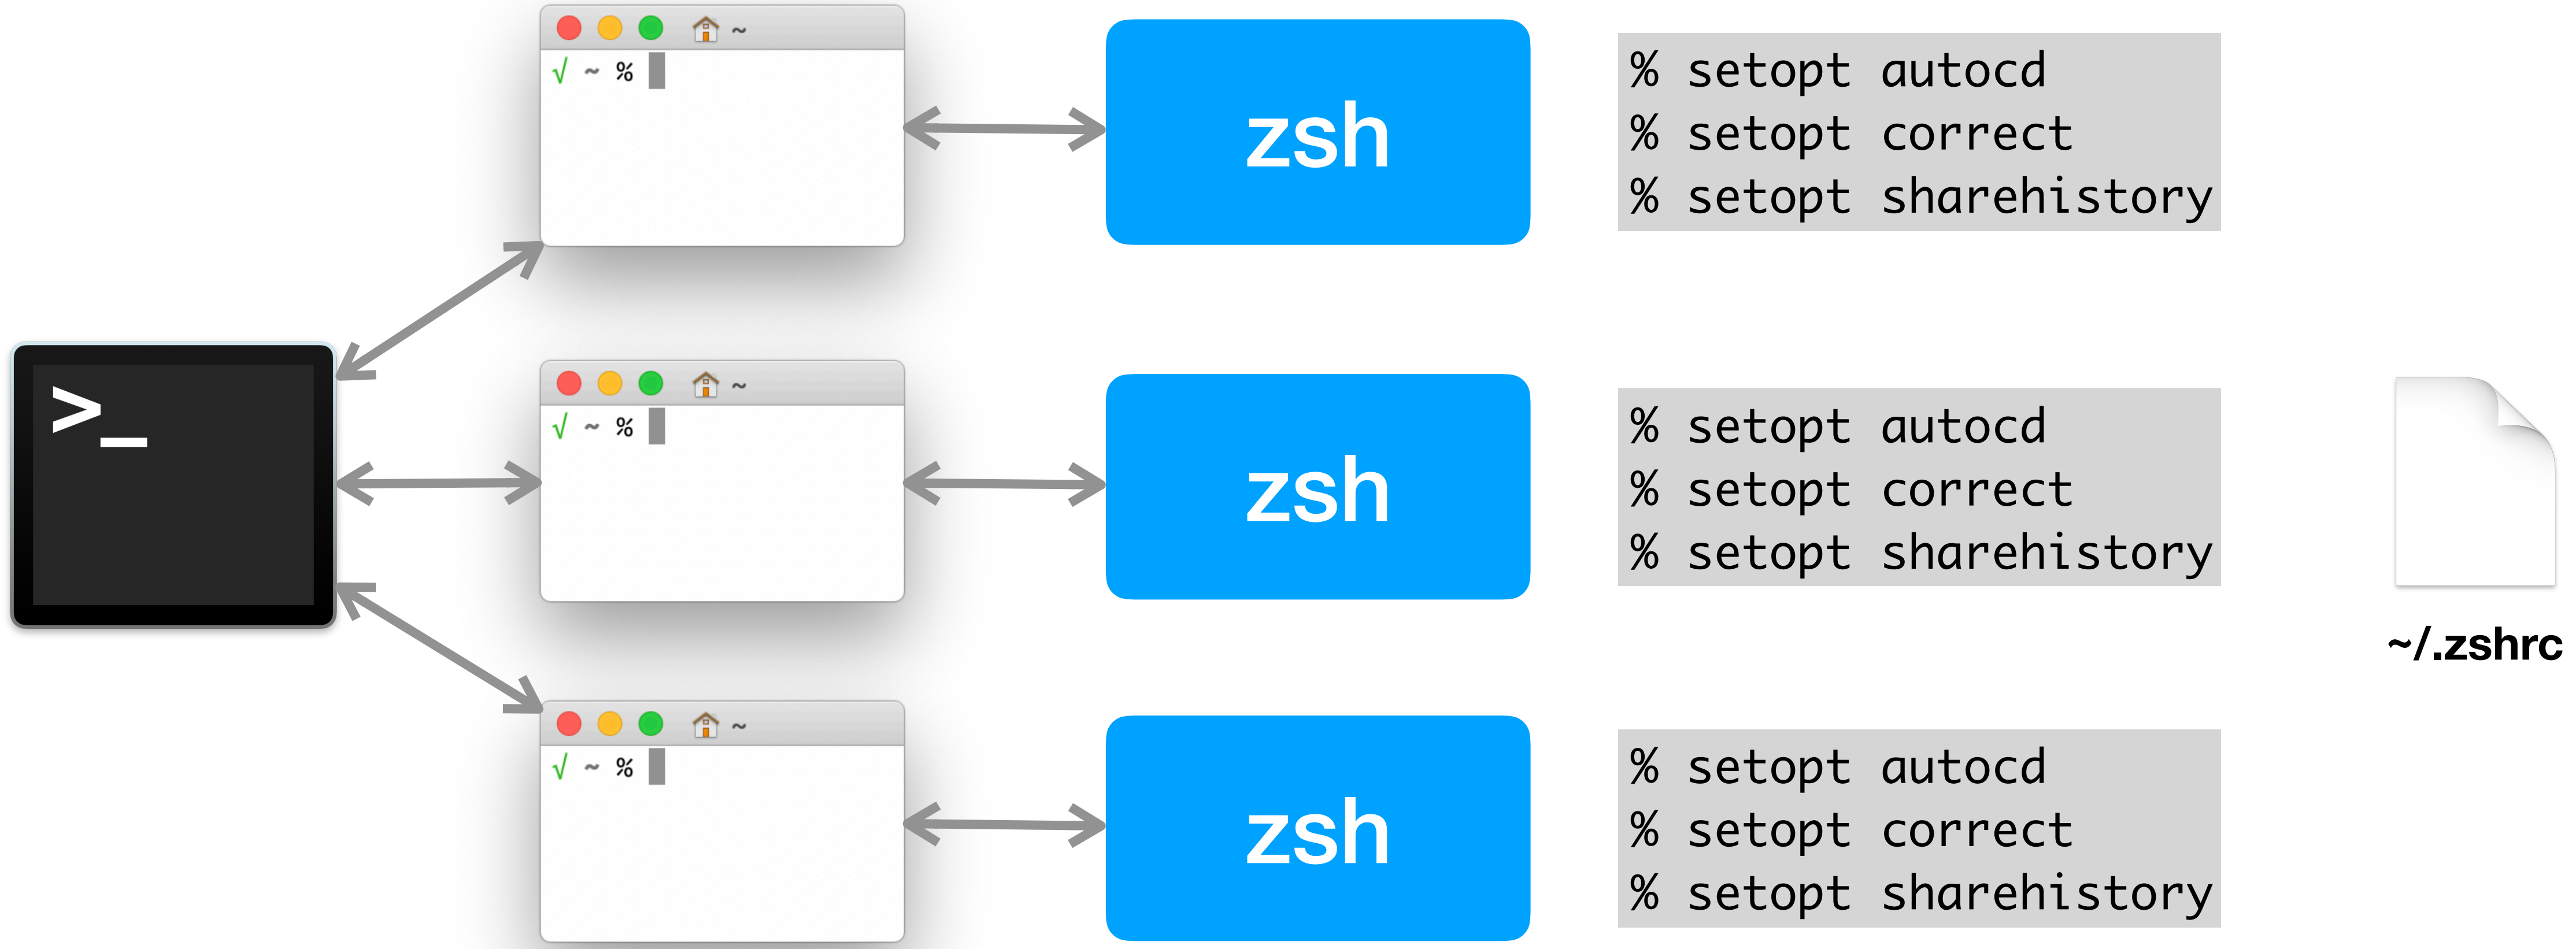 ~
√ ~ %
zsh
% setopt autocd
% setopt correct
% setopt sharehistory
>_
~
√ ~ %
zsh
% setopt autocd
% setopt correct
% setopt sharehistory
~/.zshrc
~
√ ~ %
zsh
% setopt autocd
% setopt correct
% setopt sharehistory